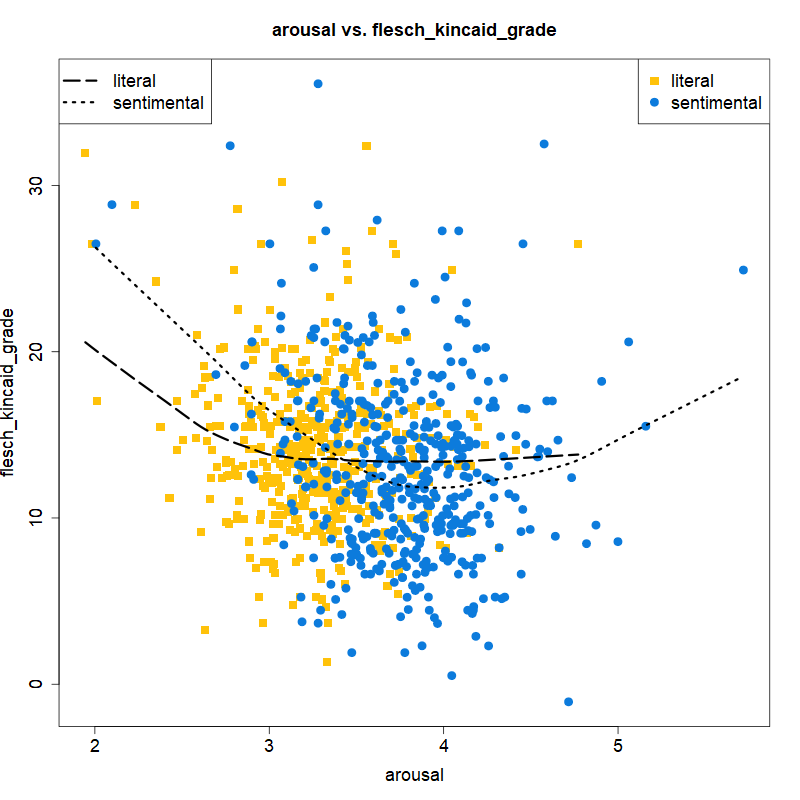 arousal vs. flesch_kincaid_grade
literal
sentimental
literal
sentimental
flesch_kincaid_grade
30
20
10
0
2
3
4
5
arousal